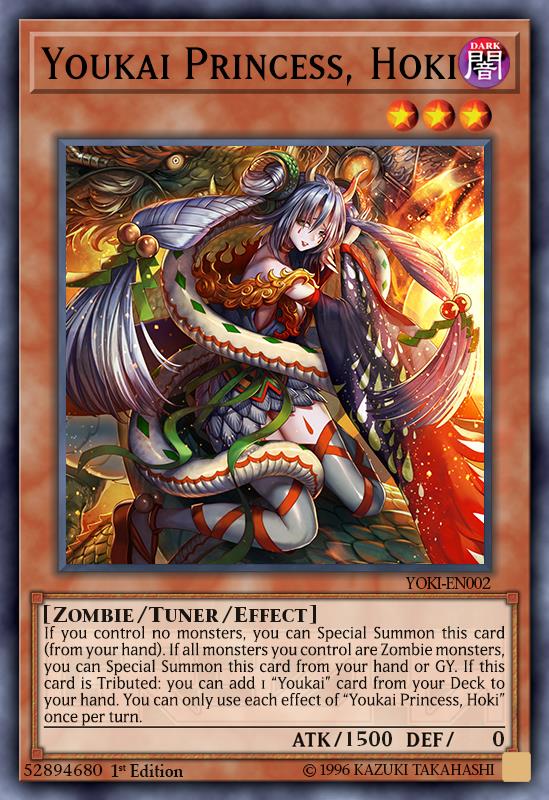 Youkai Princess, Hoki
DARK
闇
YOKI-EN002
[Zombie/Tuner/Effect]
If you control no monsters, you can Special Summon this card
(from your hand). If all monsters you control are Zombie monsters,
you can Special Summon this card from your hand or GY. If this
card is Tributed: you can add 1 “Youkai” card from your Deck to
your hand. You can only use each effect of “Youkai Princess, Hoki”
once per turn.
ATK/1500 DEF/ 0
52894680 1st Edition © 1996 KAZUKI TAKAHASHI